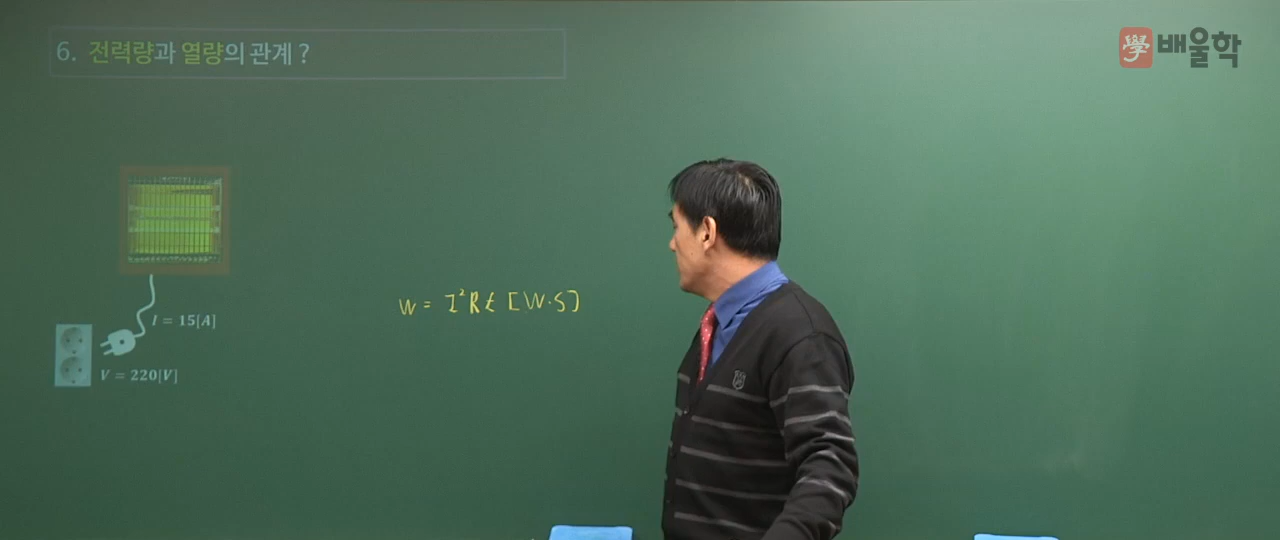 6. 전력량과 열량의 관계 ?
學 배울학
W = I²Rt [W·S]
I = 15[A]
V = 220[V]